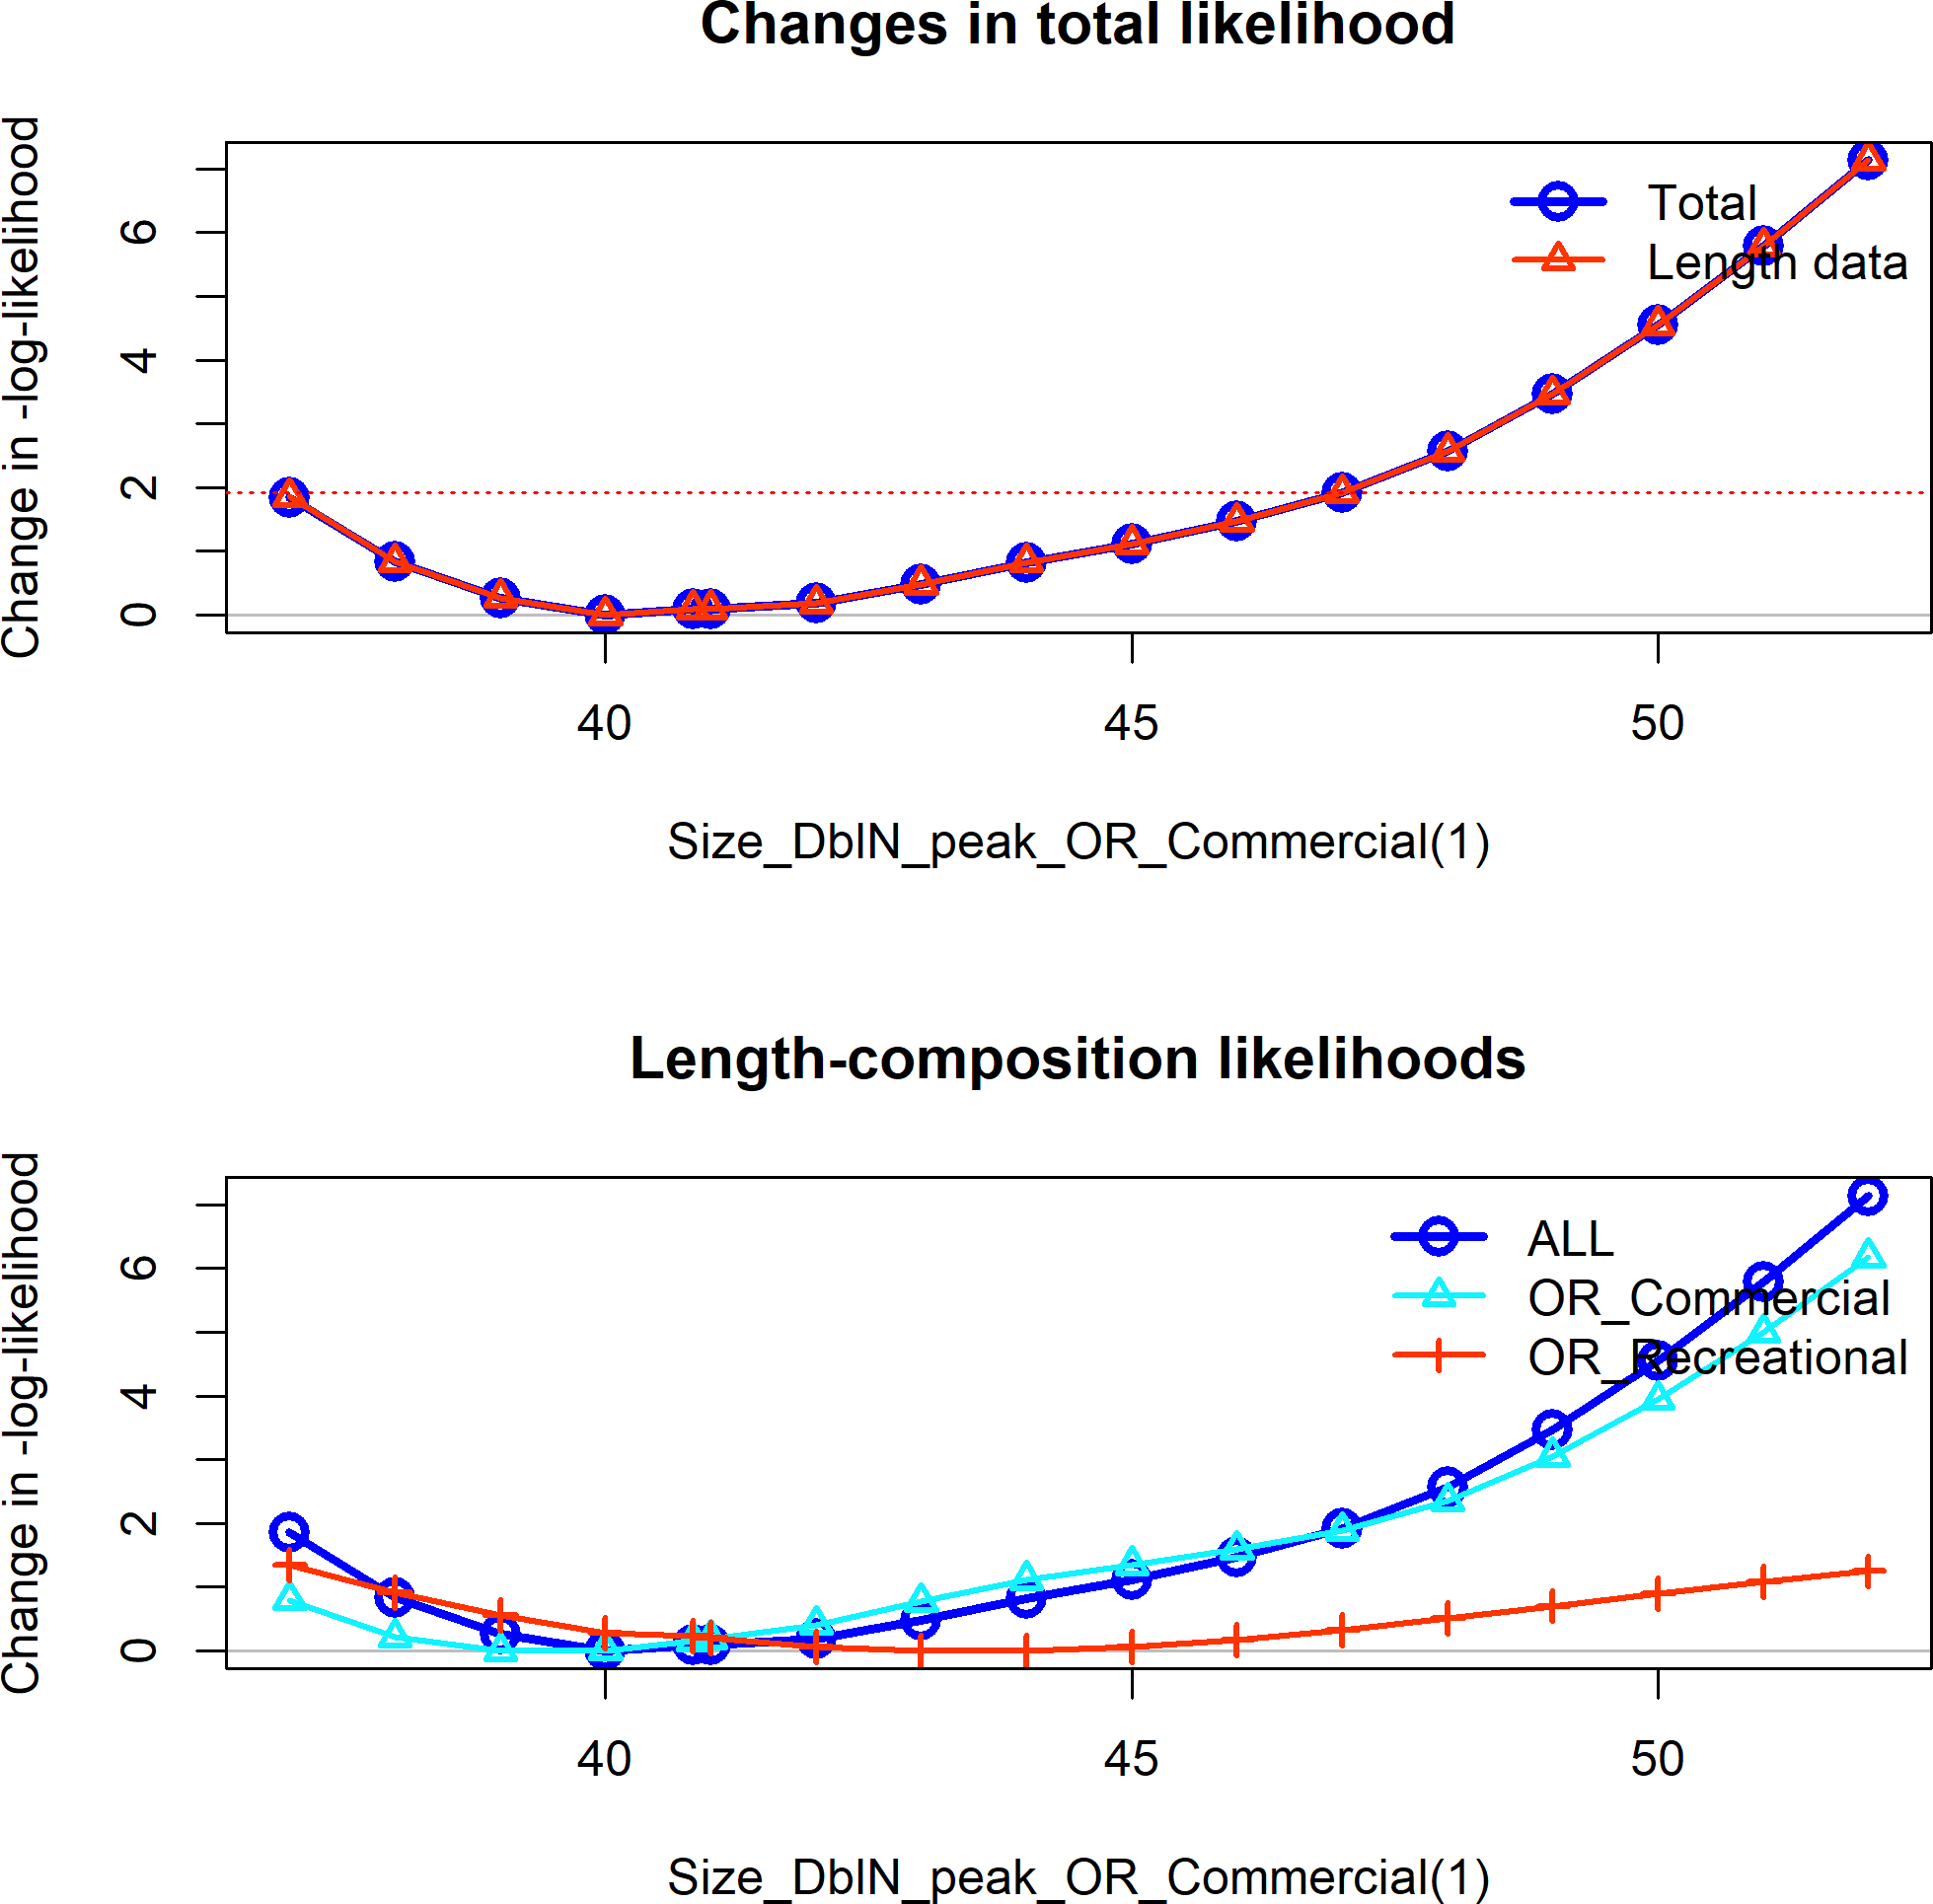 Changes in total likelihood
Change in -log-likelihood
6
4
2
0
Total
Length data
40 45 50
Size_DblN_peak_OR_Commercial(1)
Length-composition likelihoods
Change in -log-likelihood
6
4
2
0
ALL
OR_Commercial
OR_Recreational
40 45 50
Size_DblN_peak_OR_Commercial(1)